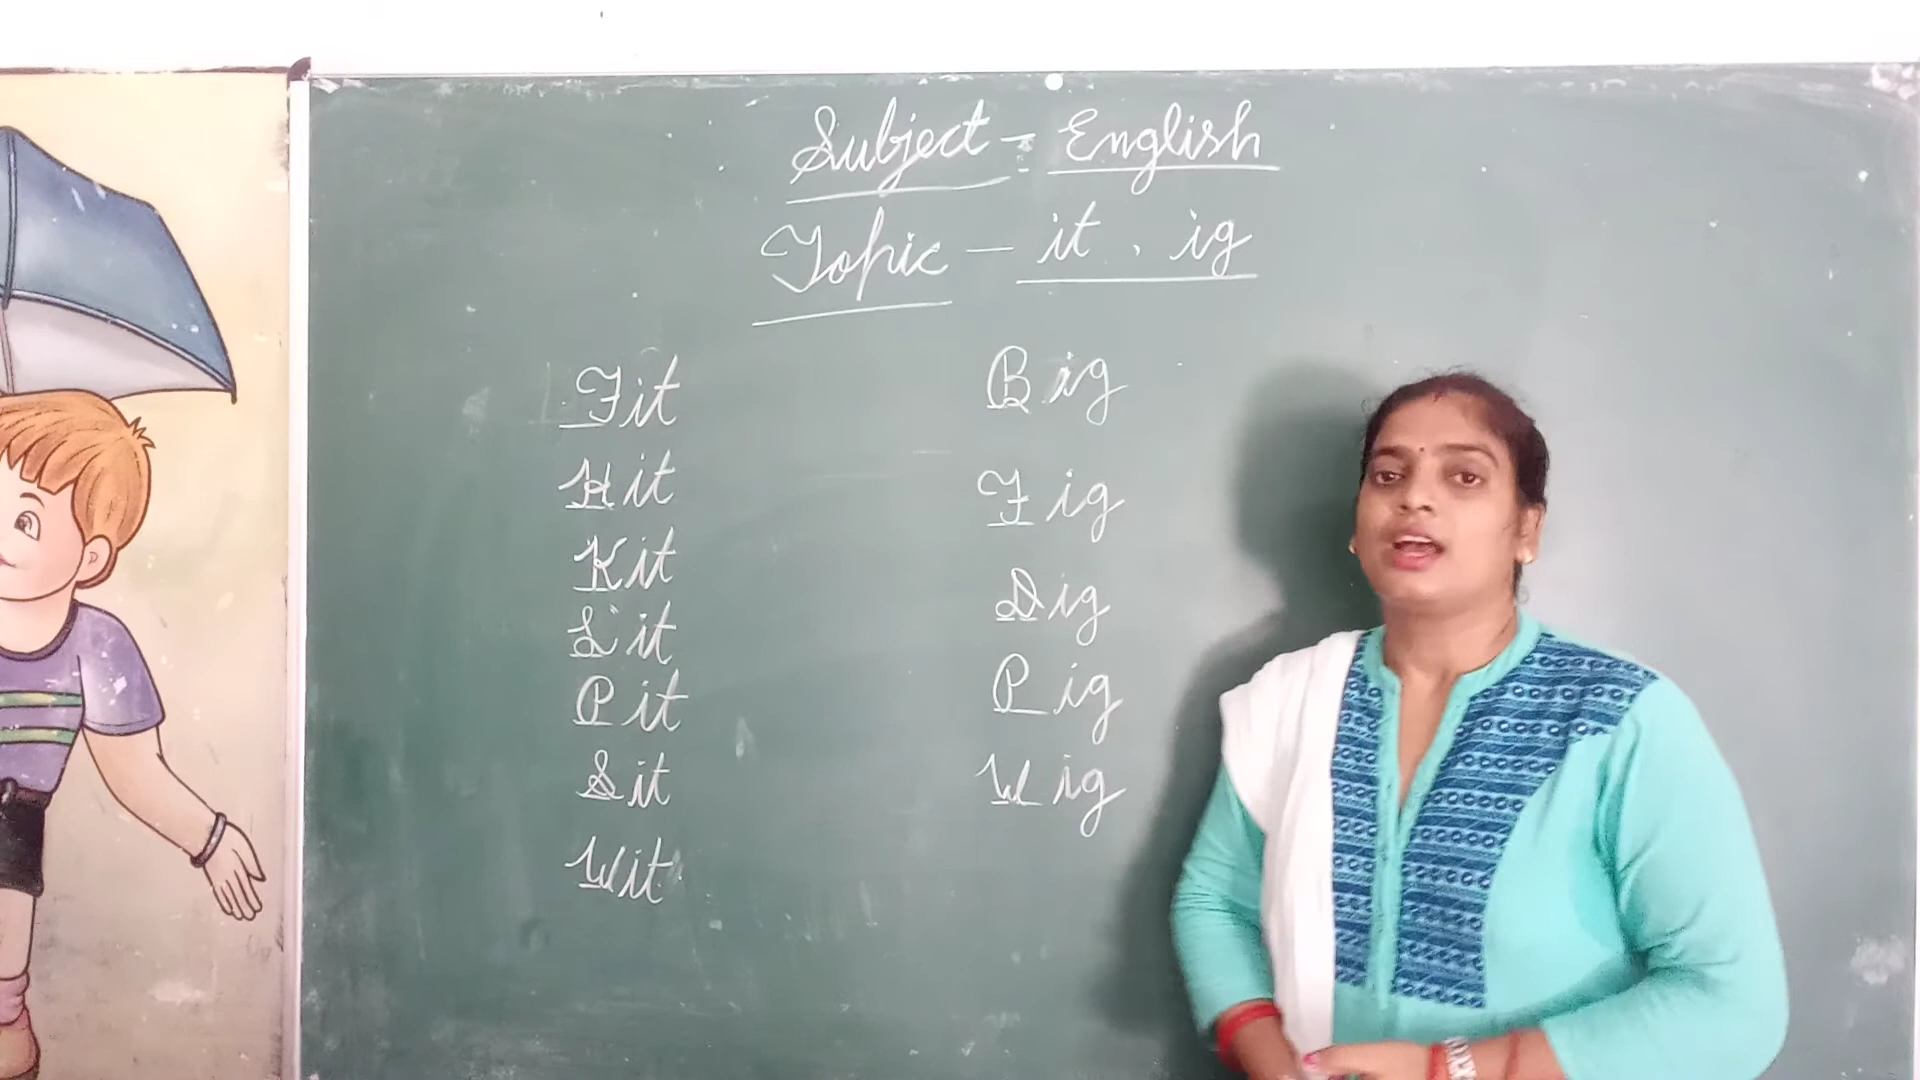 Subject - English
Topic - it, ig
Fit
Hit
Kit
Lit
Pit
Sit
Wit
Big
Fig
Dig
Pig
Wig